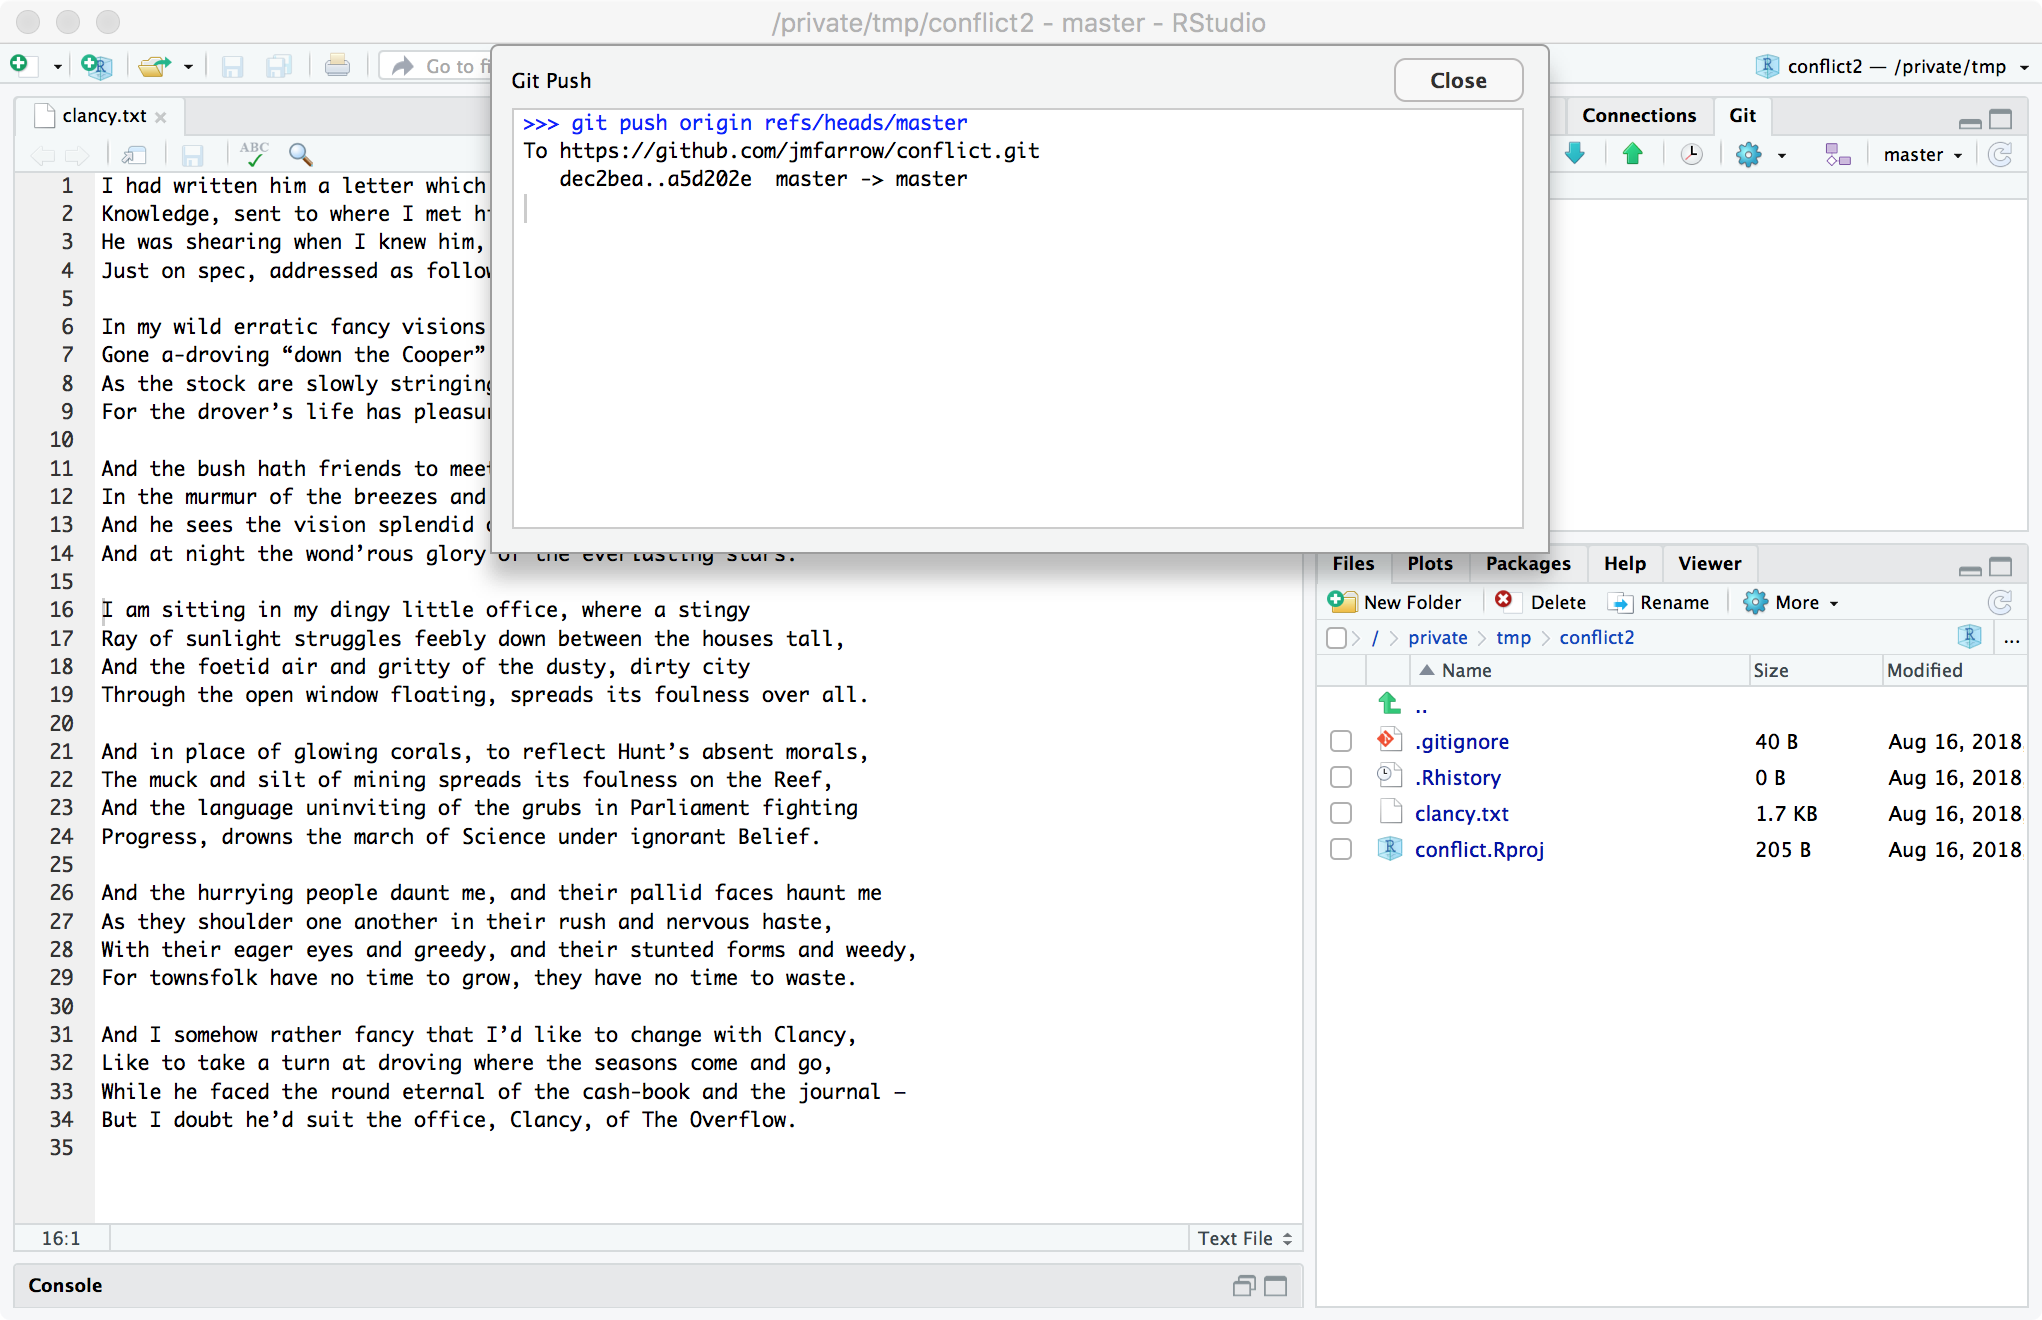 /private/tmp/conflict2 - master - RStudio
Go to fi
conflict2 — /private/tmp
Git Push
Close
>>> git push origin refs/heads/master
To https://github.com/jmfarrow/conflict.git
   dec2bea..a5d202e  master -> master
clancy.txt
ABC
1 I had written him a letter which
2 Knowledge, sent to where I met
3 He was shearing when I knew him,
4 Just on spec, addressed as follow
5
6 In my wild erratic fancy visions
7 Gone a-droving “down the Cooper”
8 As the stock are slowly stringing
9 For the drover’s life has pleasur
10
11 And the bush hath friends to meet
12 In the murmur of the breezes and
13 And he sees the vision splendid
14 And at night the wond’rous glory of the everlasting stars.
15
16 I am sitting in my dingy little office, where a stingy
17 Ray of sunlight struggles feebly down between the houses tall,
18 And the foetid air and gritty of the dusty, dirty city
19 Through the open window floating, spreads its foulness over all.
20
21 And in place of glowing corals, to reflect Hunt’s absent morals,
22 The muck and silt of mining spreads its foulness on the Reef,
23 And the language uninviting of the grubs in Parliament fighting
24 Progress, drowns the march of Science under ignorant Belief.
25
26 And the hurrying people daunt me, and their pallid faces haunt me
27 As they shoulder one another in their rush and nervous haste,
28 With their eager eyes and greedy, and their stunted forms and weedy,
29 For townsfolk have no time to grow, they have no time to waste.
30
31 And I somehow rather fancy that I’d like to change with Clancy,
32 Like to take a turn at droving where the seasons come and go,
33 While he faced the round eternal of the cash-book and the journal —
34 But I doubt he’d suit the office, Clancy, of The Overflow.
35
16:1
Text File
Console
Connections Git
master
Files Plots Packages Help Viewer
New Folder Delete Rename More
/ private tmp conflict2 ...
Name Size Modified
..
.gitignore 40 B Aug 16, 2018
.Rhistory 0 B Aug 16, 2018
clancy.txt 1.7 KB Aug 16, 2018
conflict.Rproj 205 B Aug 16, 2018